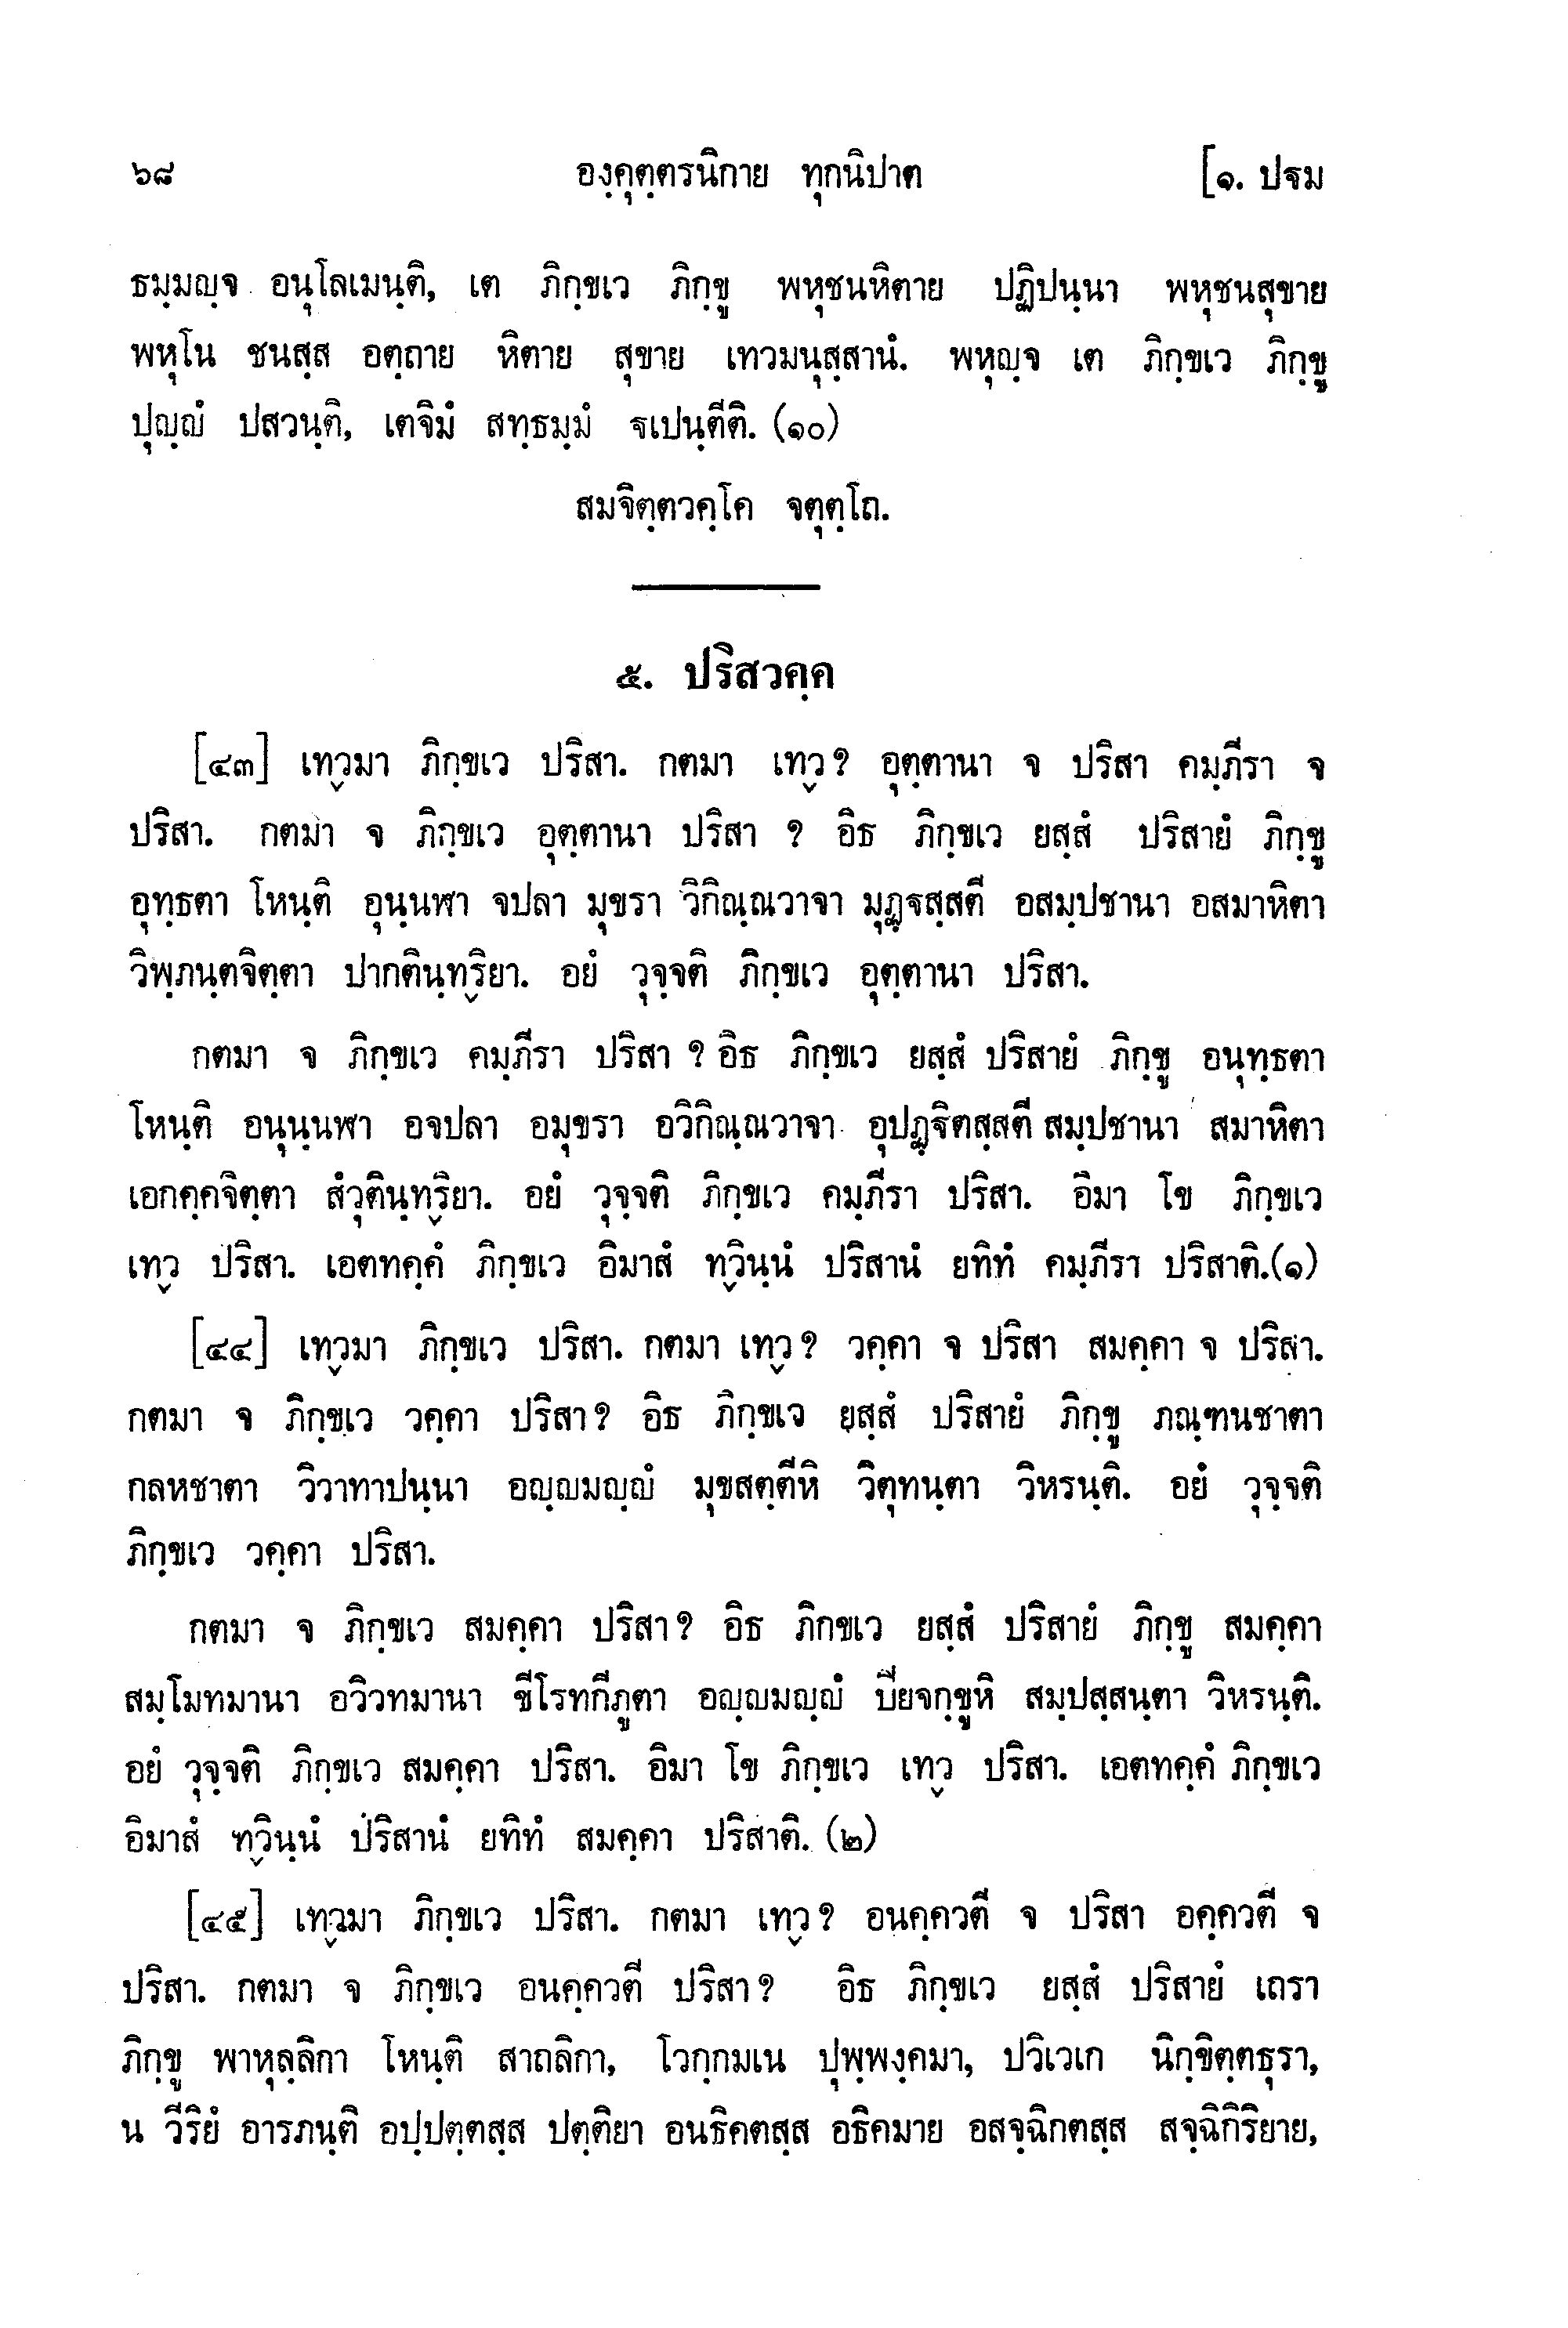 ๖๘ องฺคุตฺตรนิกาย ทุกนิปาต [๑. ปฐม
ธมฺมญฺจ อนุโลเมนฺติ, เต ภิกฺขเว ภิกฺขู พหุชนหิตาย ปฏิปนฺนา พหุชนสุขาย
พหุโน ชนสฺส อตฺถาย หิตาย สุขาย เทวมนุสฺสานํ. พหุญฺจ เต ภิกฺขเว ภิกฺขู
ปุญฺญํ ปสวนฺติ, เตจิมํ สทฺธมฺมํ ฐเปนฺตีติ. (๑๐)
สมจิตฺตวคฺโค จตุตฺโถ.
๕. ปริสวคฺค
[๔๓] เทฺวมา ภิกฺขเว ปริสา. กตมา เทฺว? อุตฺตานา จ ปริสา คมฺภีรา จ
ปริสา. กตมา จ ภิกฺขเว อุตฺตานา ปริสา ? อิธ ภิกฺขเว ยสฺสํ ปริสายํ ภิกฺขู
อุทฺธตา โหนฺติ อุนฺนฬา จปลา มุขรา วิกิณฺณวาจา มุฏฺฐสฺสตี อสมฺปชานา อสมาหิตา
วิพฺภนฺตจิตฺตา ปากตินฺทฺริยา. อยํ วุจฺจติ ภิกฺขเว อุตฺตานา ปริสา.
กตมา จ ภิกฺขเว คมฺภีรา ปริสา ? อิธ ภิกฺขเว ยสฺสํ ปริสายํ ภิกฺขู อนุทฺธตา
โหนฺติ อนุนฺนฬา อจปลา อมุขรา อวิกิณฺณวาจา อุปฏฺฐิตสฺสตี สมฺปชานา สมาหิตา
เอกคฺคจิตฺตา สํวุตินฺทฺริยา. อยํ วุจฺจติ ภิกฺขเว คมฺภีรา ปริสา. อิมา โข ภิกฺขเว
เทฺว ปริสา. เอตทคฺคํ ภิกฺขเว อิมาสํ ทฺวินฺนํ ปริสานํ ยทิทํ คมฺภีรา ปริสาติ.(๑)
[๔๔] เทฺวมา ภิกฺขเว ปริสา. กตมา เทฺว? วคฺคา จ ปริสา สมคฺคา จ ปริสา.
กตมา จ ภิกฺขเว วคฺคา ปริสา? อิธ ภิกฺขเว ยสฺสํ ปริสายํ ภิกฺขู ภณฺฑนชาตา
กลหชาตา วิวาทาปนฺนา อญฺญมญฺญํ มุขสตฺตีหิ วิตุทนฺตา วิหรนฺติ. อยํ วุจฺจติ
ภิกฺขเว วคฺคา ปริสา.
กตมา จ ภิกฺขเว สมคฺคา ปริสา? อิธ ภิกขเว ยสฺสํ ปริสายํ ภิกฺขู สมคฺคา
สมฺโมทมานา อวิวทมานา ขีโรทกีภูตา อญฺญมญฺญํ ปิยจกฺขูหิ สมฺปสฺสนฺตา วิหรนฺติ.
อยํ วุจฺจติ ภิกฺขเว สมคฺคา ปริสา. อิมา โข ภิกฺขเว เทฺว ปริสา. เอตทคฺคํ ภิกฺขเว
อิมาสํ ทฺวินฺนํ ปริสานํ ยทิทํ สมคฺคา ปริสาติ. (๒)
[๔๕] เทฺวมา ภิกฺขเว ปริสา. กตมา เทฺว? อนคฺควตี จ ปริสา อคฺควตี จ
ปริสา. กตมา จ ภิกฺขเว อนคฺควตี ปริสา? อิธ ภิกฺขเว ยสฺสํ ปริสายํ เถรา
ภิกฺขู พาหุลฺลิกา โหนฺติ สาถลิกา, โวกฺกมเน ปุพฺพงฺคมา, ปวิเวเก นิกฺขิตฺตธุรา,
น วีริยํ อารภนฺติ อปฺปตฺตสฺส ปตฺติยา อนธิคตสฺส อธิคมาย อสจฺฉิกตสฺส สจฺฉิกิริยาย,